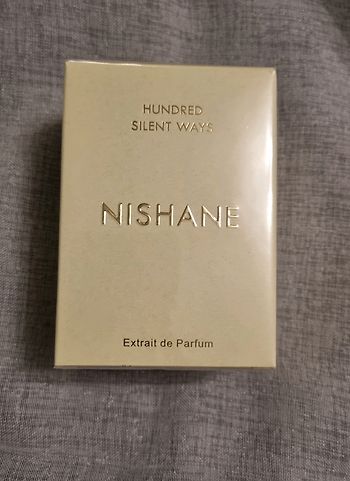 HUNDRED
SILENT WAYS
NISHANE
Extrait de Parfum